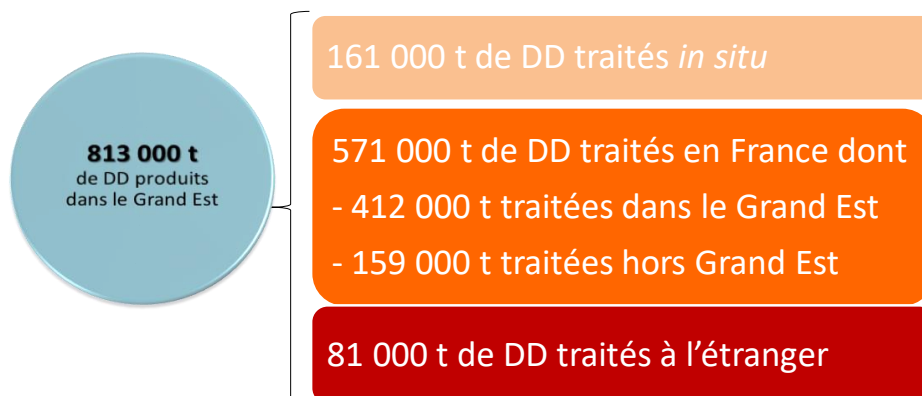 813 000 t
de DD produits
dans le Grand Est
161 000 t de DD traités in situ
571 000 t de DD traités en France dont
- 412 000 t traitées dans le Grand Est
- 159 000 t traitées hors Grand Est
81 000 t de DD traités à l’étranger